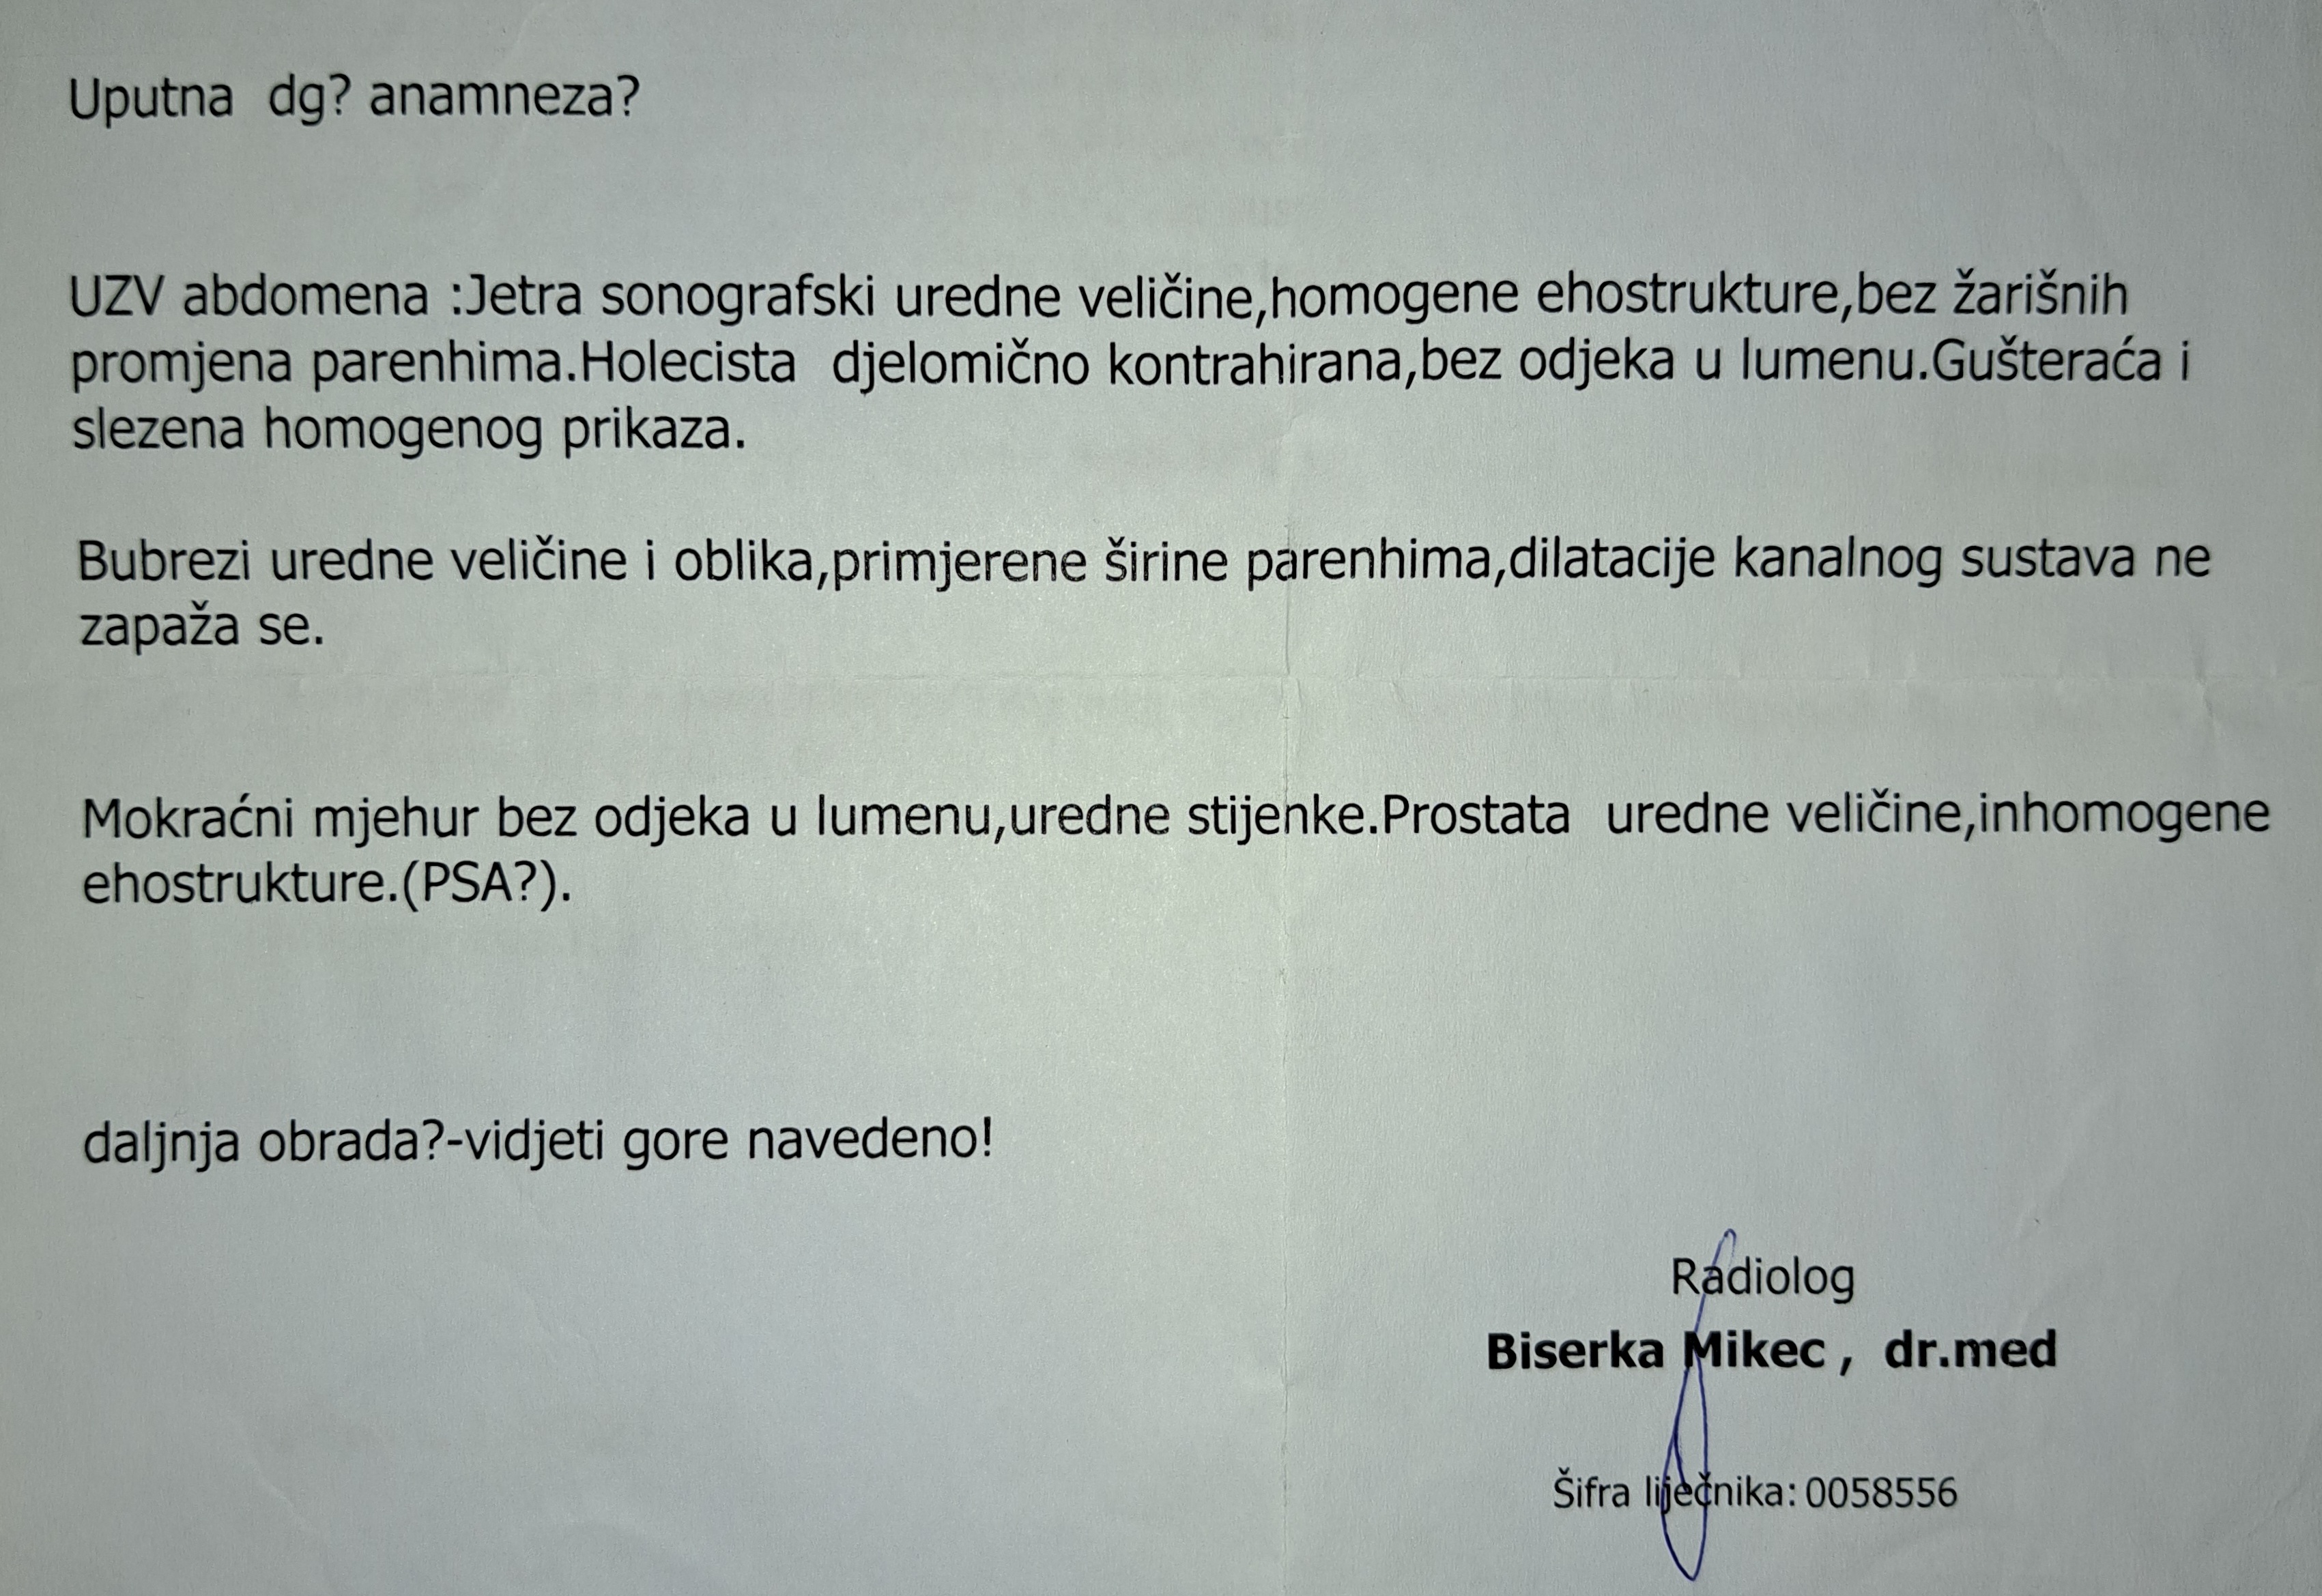 Uputna  dg? anamneza?
UZV abdomena :Jetra sonografski uredne veličine,homogene ehostrukture,bez žarišnih
promjena parenhima.Holecista  djelomično kontrahirana,bez odjeka u lumenu.Gušteraća i
slezena homogenog prikaza.
Bubrezi uredne veličine i oblika,primjerene širine parenhima,dilatacije kanalnog sustava ne
zapaža se.
Mokraćni mjehur bez odjeka u lumenu,uredne stijenke.Prostata  uredne veličine,inhomogene
ehostrukture.(PSA?).
daljnja obrada?-vidjeti gore navedeno!
Radiolog
Biserka Mikec ,  dr.med
Šifra liječnika: 0058556